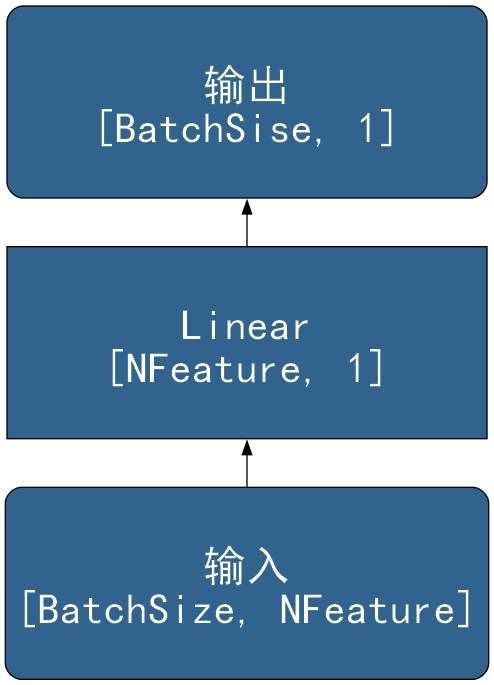 输出
[BatchSise, 1]
Linear
[NFeature, 1]
输入
[BatchSize, NFeature]